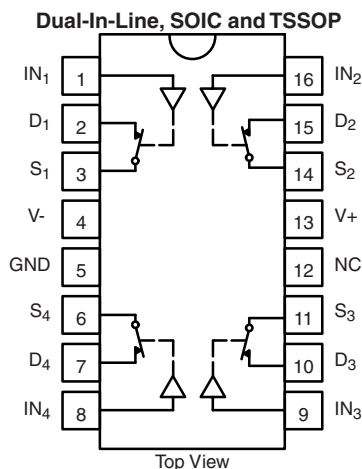 Dual-In-Line, SOIC and TSSOP
IN1 1 16 IN2
D1 2 15 D2
S1 3 14 S2
V- 4 13 V+
GND 5 12 NC
S4 6 11 S3
D4 7 10 D3
IN4 8 9 IN3
Top View